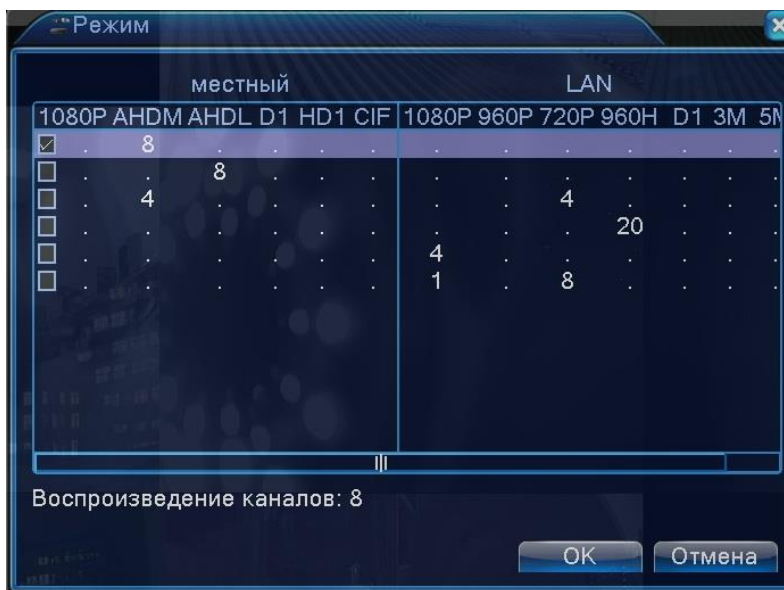 Режим
местный LAN
1080P AHDM AHDL D1 HD1 CIF 1080P 960P 720P 960H D1 3M 5M
. 8 . . . . . . . . . . .
. . 8 . . . . . . . . . .
. 4 . . . . . . 4 . . . .
. . . . . . . . . 20 . . .
. . . . . . 4 . . . . . .
. . . . . . 1 . 8 . . . .
Воспроизведение каналов: 8
OK Отмена